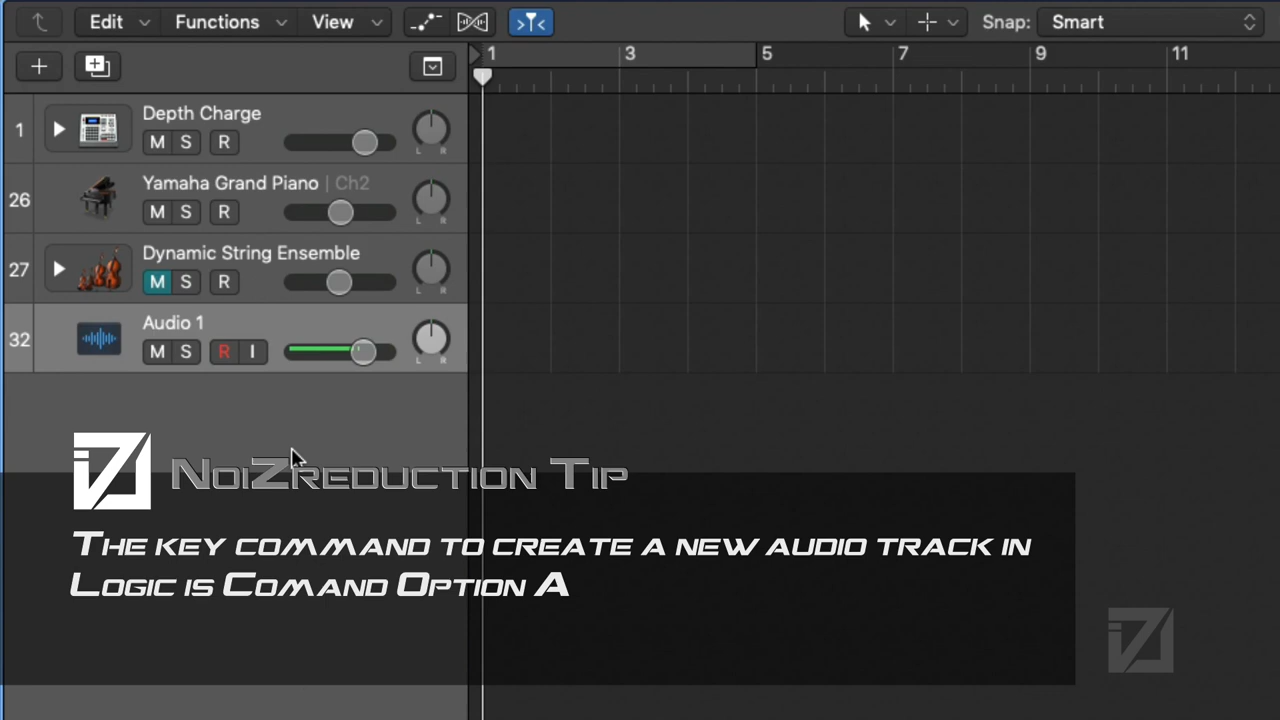 Edit Functions View Snap: Smart
1 3 5 7 9 11
1 Depth Charge
M S R L R
26 Yamaha Grand Piano | Ch2
M S R L R
27 Dynamic String Ensemble
M S R L R
32 Audio 1
M S R I L R
NoiZreduction Tip
The key command to create a new audio track in
Logic is Comand Option A